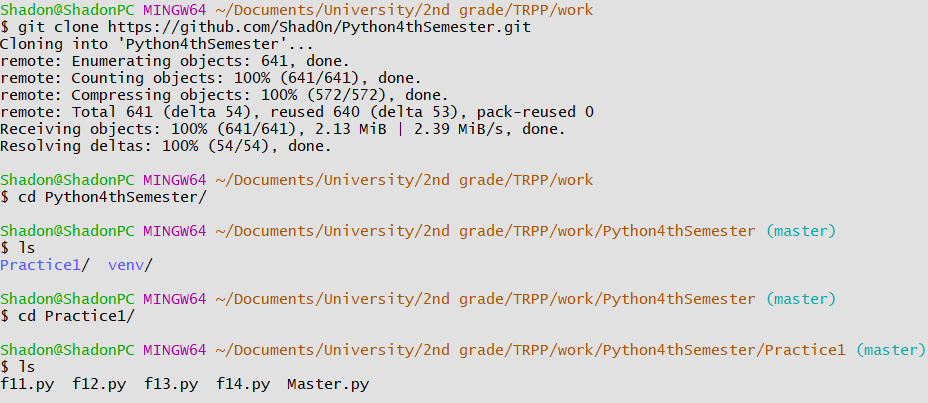 Shadon@ShadonPC MINGW64 ~/Documents/University/2nd grade/TRPP/work
$ git clone https://github.com/Shad0n/Python4thSemester.git
Cloning into 'Python4thSemester'...
remote: Enumerating objects: 641, done.
remote: Counting objects: 100% (641/641), done.
remote: Compressing objects: 100% (572/572), done.
remote: Total 641 (delta 54), reused 640 (delta 53), pack-reused 0
Receiving objects: 100% (641/641), 2.13 MiB | 2.39 MiB/s, done.
Resolving deltas: 100% (54/54), done.
Shadon@ShadonPC MINGW64 ~/Documents/University/2nd grade/TRPP/work
$ cd Python4thSemester/
Shadon@ShadonPC MINGW64 ~/Documents/University/2nd grade/TRPP/work/Python4thSemester (master)
$ ls
Practice1/  venv/
Shadon@ShadonPC MINGW64 ~/Documents/University/2nd grade/TRPP/work/Python4thSemester (master)
$ cd Practice1/
Shadon@ShadonPC MINGW64 ~/Documents/University/2nd grade/TRPP/work/Python4thSemester/Practice1 (master)
$ ls
f11.py  f12.py  f13.py  f14.py  Master.py